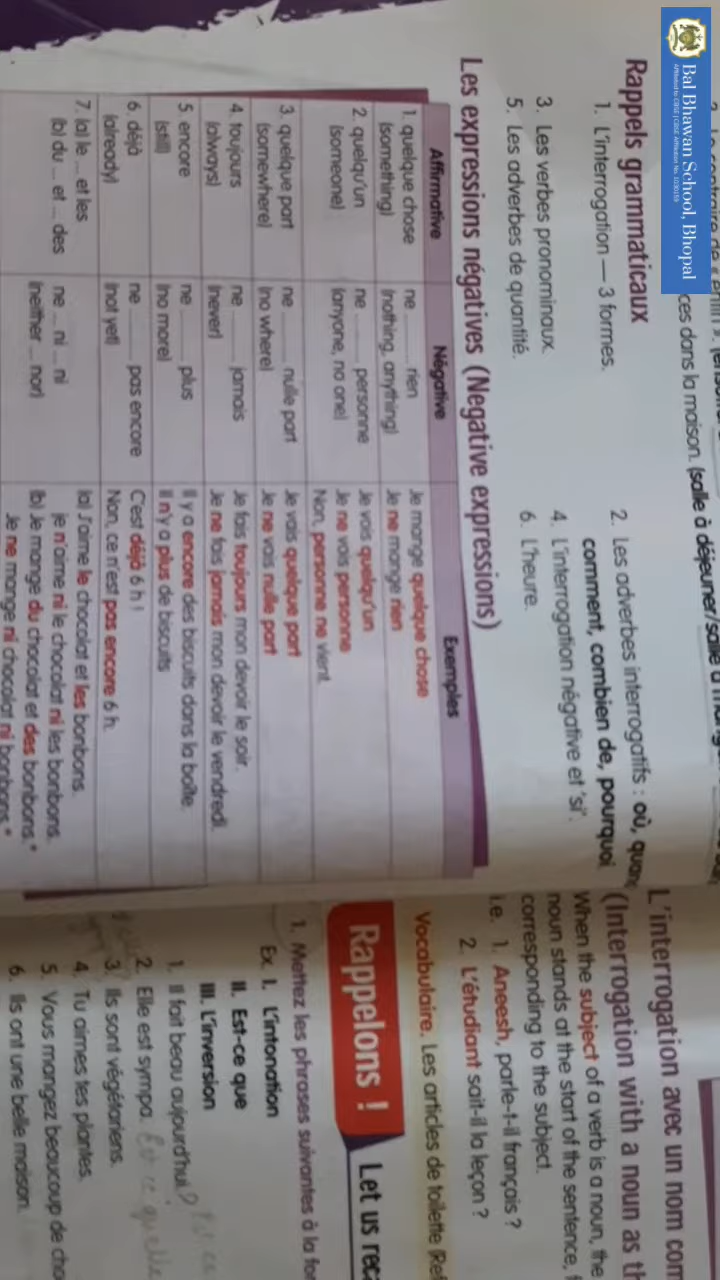 Bal Bhawan School, Bhopal
ces dans la maison. (salle à déjeuner/salle à
Rappels grammaticaux
1. L'interrogation — 3 formes.
2. Les adverbes interrogatifs : où,
comment, combien de, pourquoi
3. Les verbes pronominaux.
4. L'interrogation négative et 'si'.
5. Les adverbes de quantité.
6. L'heure.
Les expressions négatives (Negative expressions)
Affirmative Négative Exemples
1. quelque chose ne ____ rien Je mange quelque chose
(something) (nothing, anything) Je ne mange rien
2. quelqu'un ne ____ personne Je vois quelqu'un
(someone) (anyone, no one) Je ne vois personne
Non, personne ne vient.
3. quelque part ne ____ nulle part Je vais quelque part
(somewhere) (no where) Je ne vais nulle part
4. toujours ne ____ jamais Je fais toujours mon devoir le soir.
(always) (never) Je ne fais jamais mon devoir le vendredi.
5. encore ne ____ plus Il y a encore des biscuits dans la boîte.
(still) (no more) Il n'y a plus de biscuits
6. déjà ne ____ pas encore C'est déjà 6 h !
(already) (not yet) Non, ce n'est pas encore 6 h.
7. (a) le ... et les ne ... ni ... ni (a) J'aime le chocolat et les bonbons.
(b) du ... et ... des (neither ... nor) je n'aime ni le chocolat ni les bonbons.
(b) Je mange du chocolat et des bonbons.*
Je ne mange ni chocolat ni bonbons.*
L'interrogation avec un nom com
(Interrogation with a noun as th
When the subject of a verb is a noun, the
noun stands at the start of the sentence,
corresponding to the subject.
i.e. 1. Aneesh, parle-t-il français ?
2. L'étudiant sait-il la leçon ?
Vocabulaire. Les articles de toilette
Rappelons ! Let us rec
1. Mettez les phrases suivantes à la fo
Ex. I. L'intonation
II. Est-ce que
III. L'inversion
1. Il fait beau aujourd'hui
2. Elle est sympa.
3. Ils sont végétariens.
4. Tu aimes tes plantes.
5. Vous mangez beaucoup de cho
6. Ils ont une belle maison.